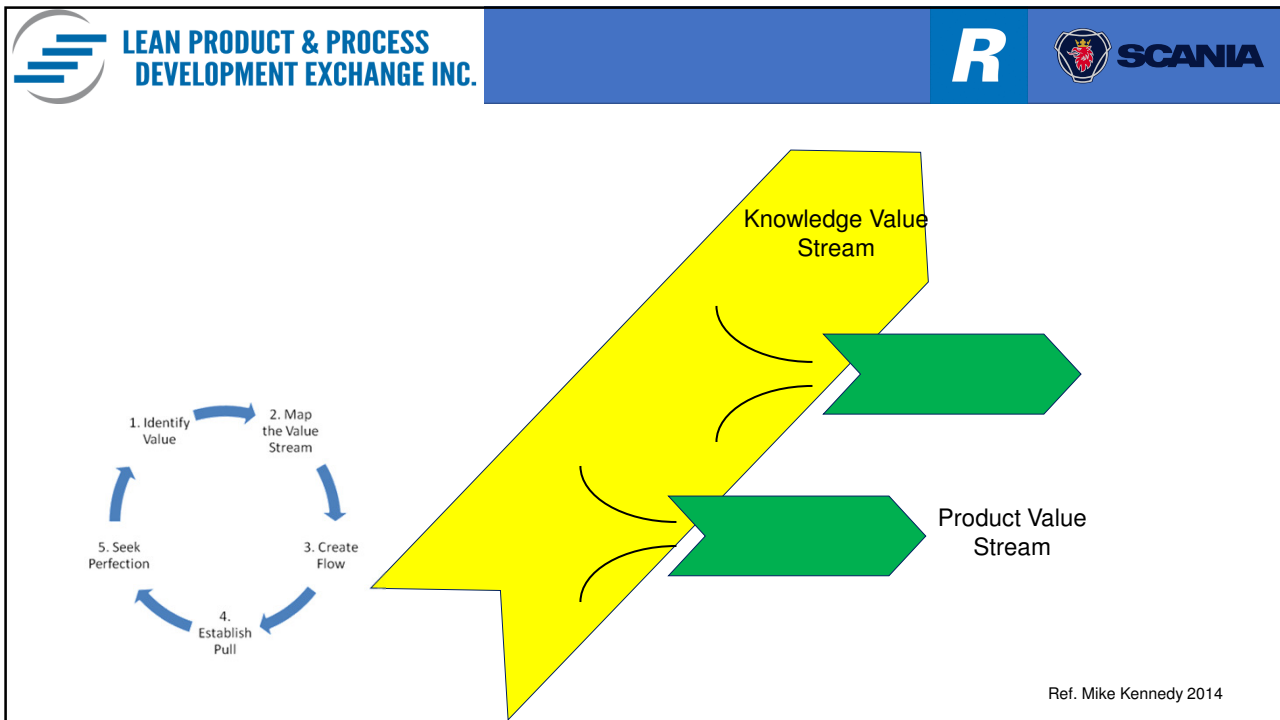 LEAN PRODUCT & PROCESS
DEVELOPMENT EXCHANGE INC.
R
SCANIA
Knowledge Value
Stream
1. Identify
Value
2. Map
the Value
Stream
3. Create
Flow
4.
Establish
Pull
5. Seek
Perfection
Product Value
Stream
Ref. Mike Kennedy 2014